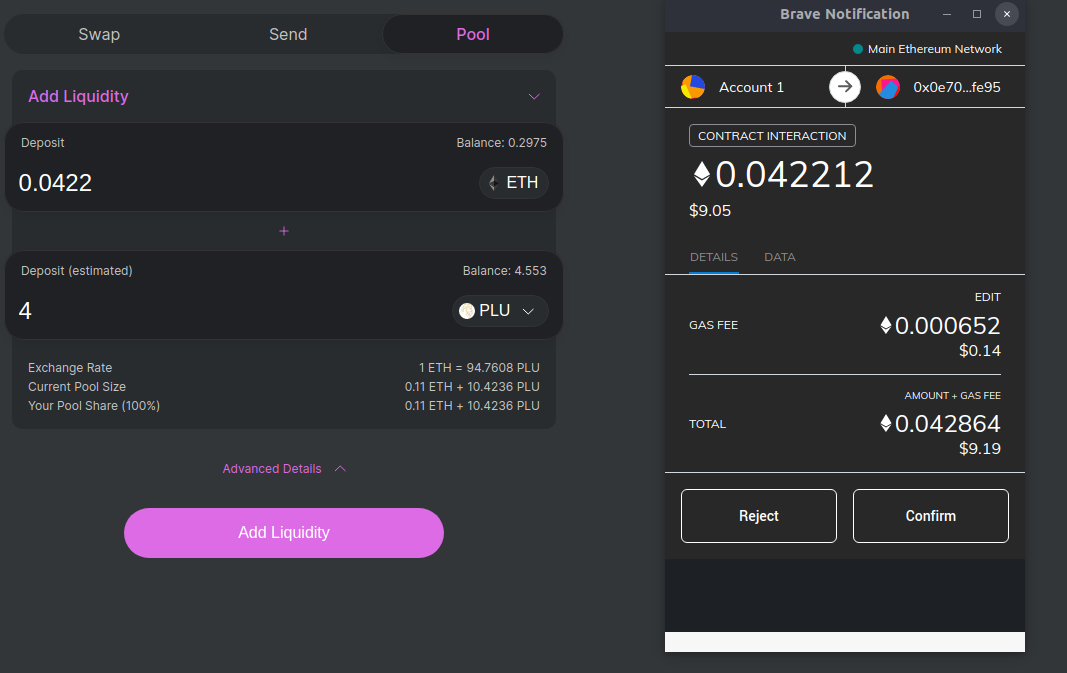 Swap Send Pool
Add Liquidity
Deposit Balance: 0.2975
0.0422 ETH
+
Deposit (estimated) Balance: 4.553
4 PLU
Exchange Rate 1 ETH = 94.7608 PLU
Current Pool Size 0.11 ETH + 10.4236 PLU
Your Pool Share (100%) 0.11 ETH + 10.4236 PLU
Advanced Details
Add Liquidity
Brave Notification
Main Ethereum Network
Account 1 0x0e70...fe95
CONTRACT INTERACTION
0.042212
$9.05
DETAILS DATA
EDIT
GAS FEE 0.000652
$0.14
AMOUNT + GAS FEE
TOTAL 0.042864
$9.19
Reject Confirm